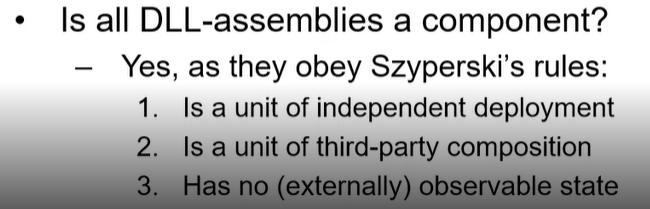 • Is all DLL-assemblies a component?
– Yes, as they obey Szyperski's rules:
1. Is a unit of independent deployment
2. Is a unit of third-party composition
3. Has no (externally) observable state